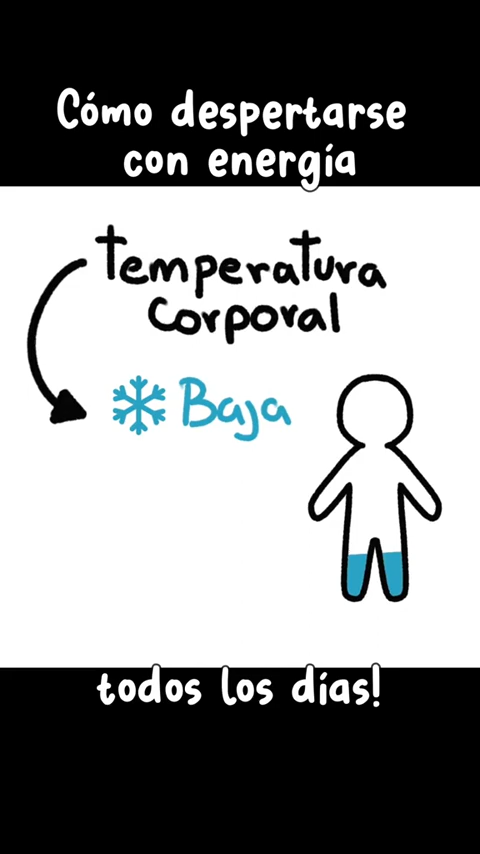 Cómo despertarse
con energía
temperatura
corporal
Baja
todos los días!